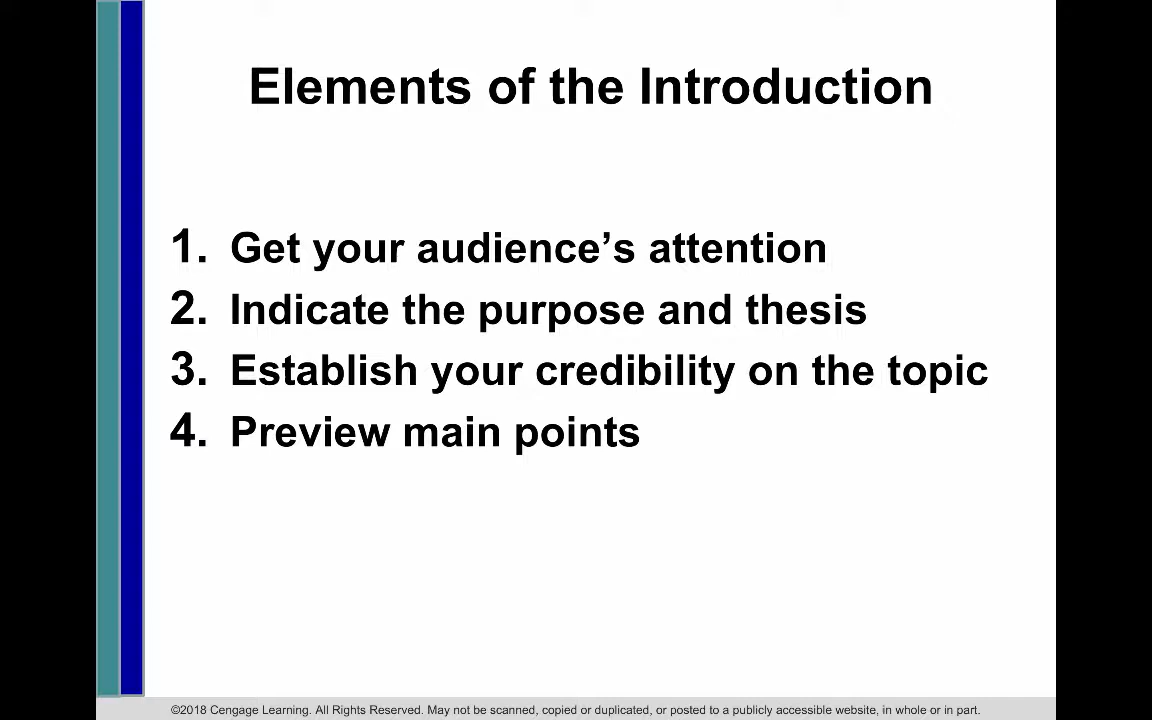 Elements of the Introduction
1. Get your audience’s attention
2. Indicate the purpose and thesis
3. Establish your credibility on the topic
4. Preview main points
©2018 Cengage Learning. All Rights Reserved. May not be scanned, copied or duplicated, or posted to a publicly accessible website, in whole or in part.